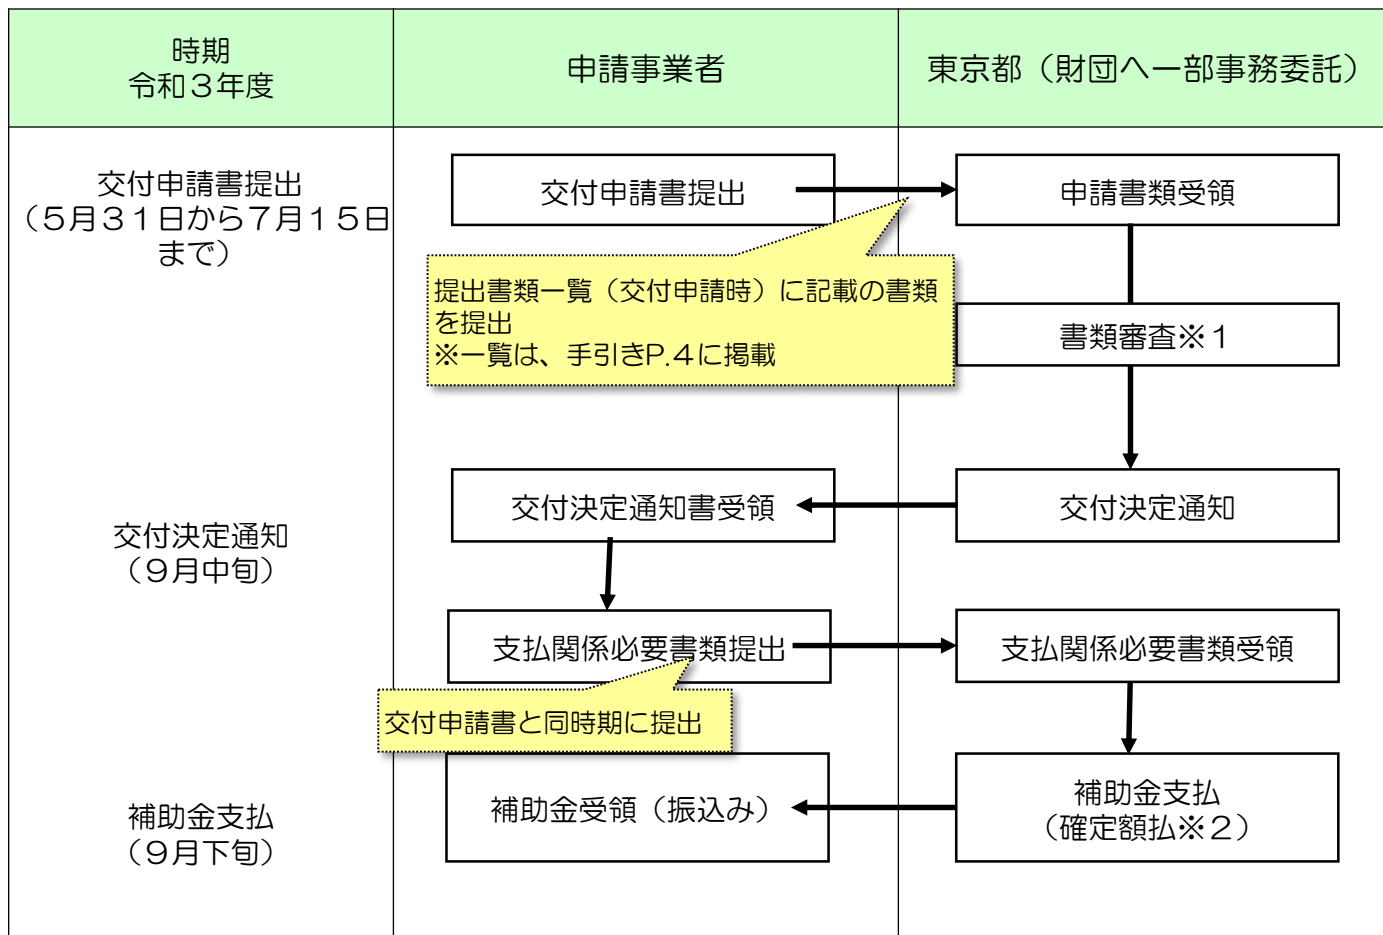 時期
令和３年度
申請事業者
東京都（財団へ一部事務委託）
交付申請書提出
（５月３１日から７月１５日
まで）
交付申請書提出
申請書類受領
提出書類一覧（交付申請時）に記載の書類
を提出
※一覧は、手引きP.４に掲載
書類審査※１
交付決定通知
（９月中旬）
交付決定通知書受領
交付決定通知
支払関係必要書類提出
支払関係必要書類受領
交付申請書と同時期に提出
補助金支払
（９月下旬）
補助金受領（振込み）
補助金支払
（確定額払※２）